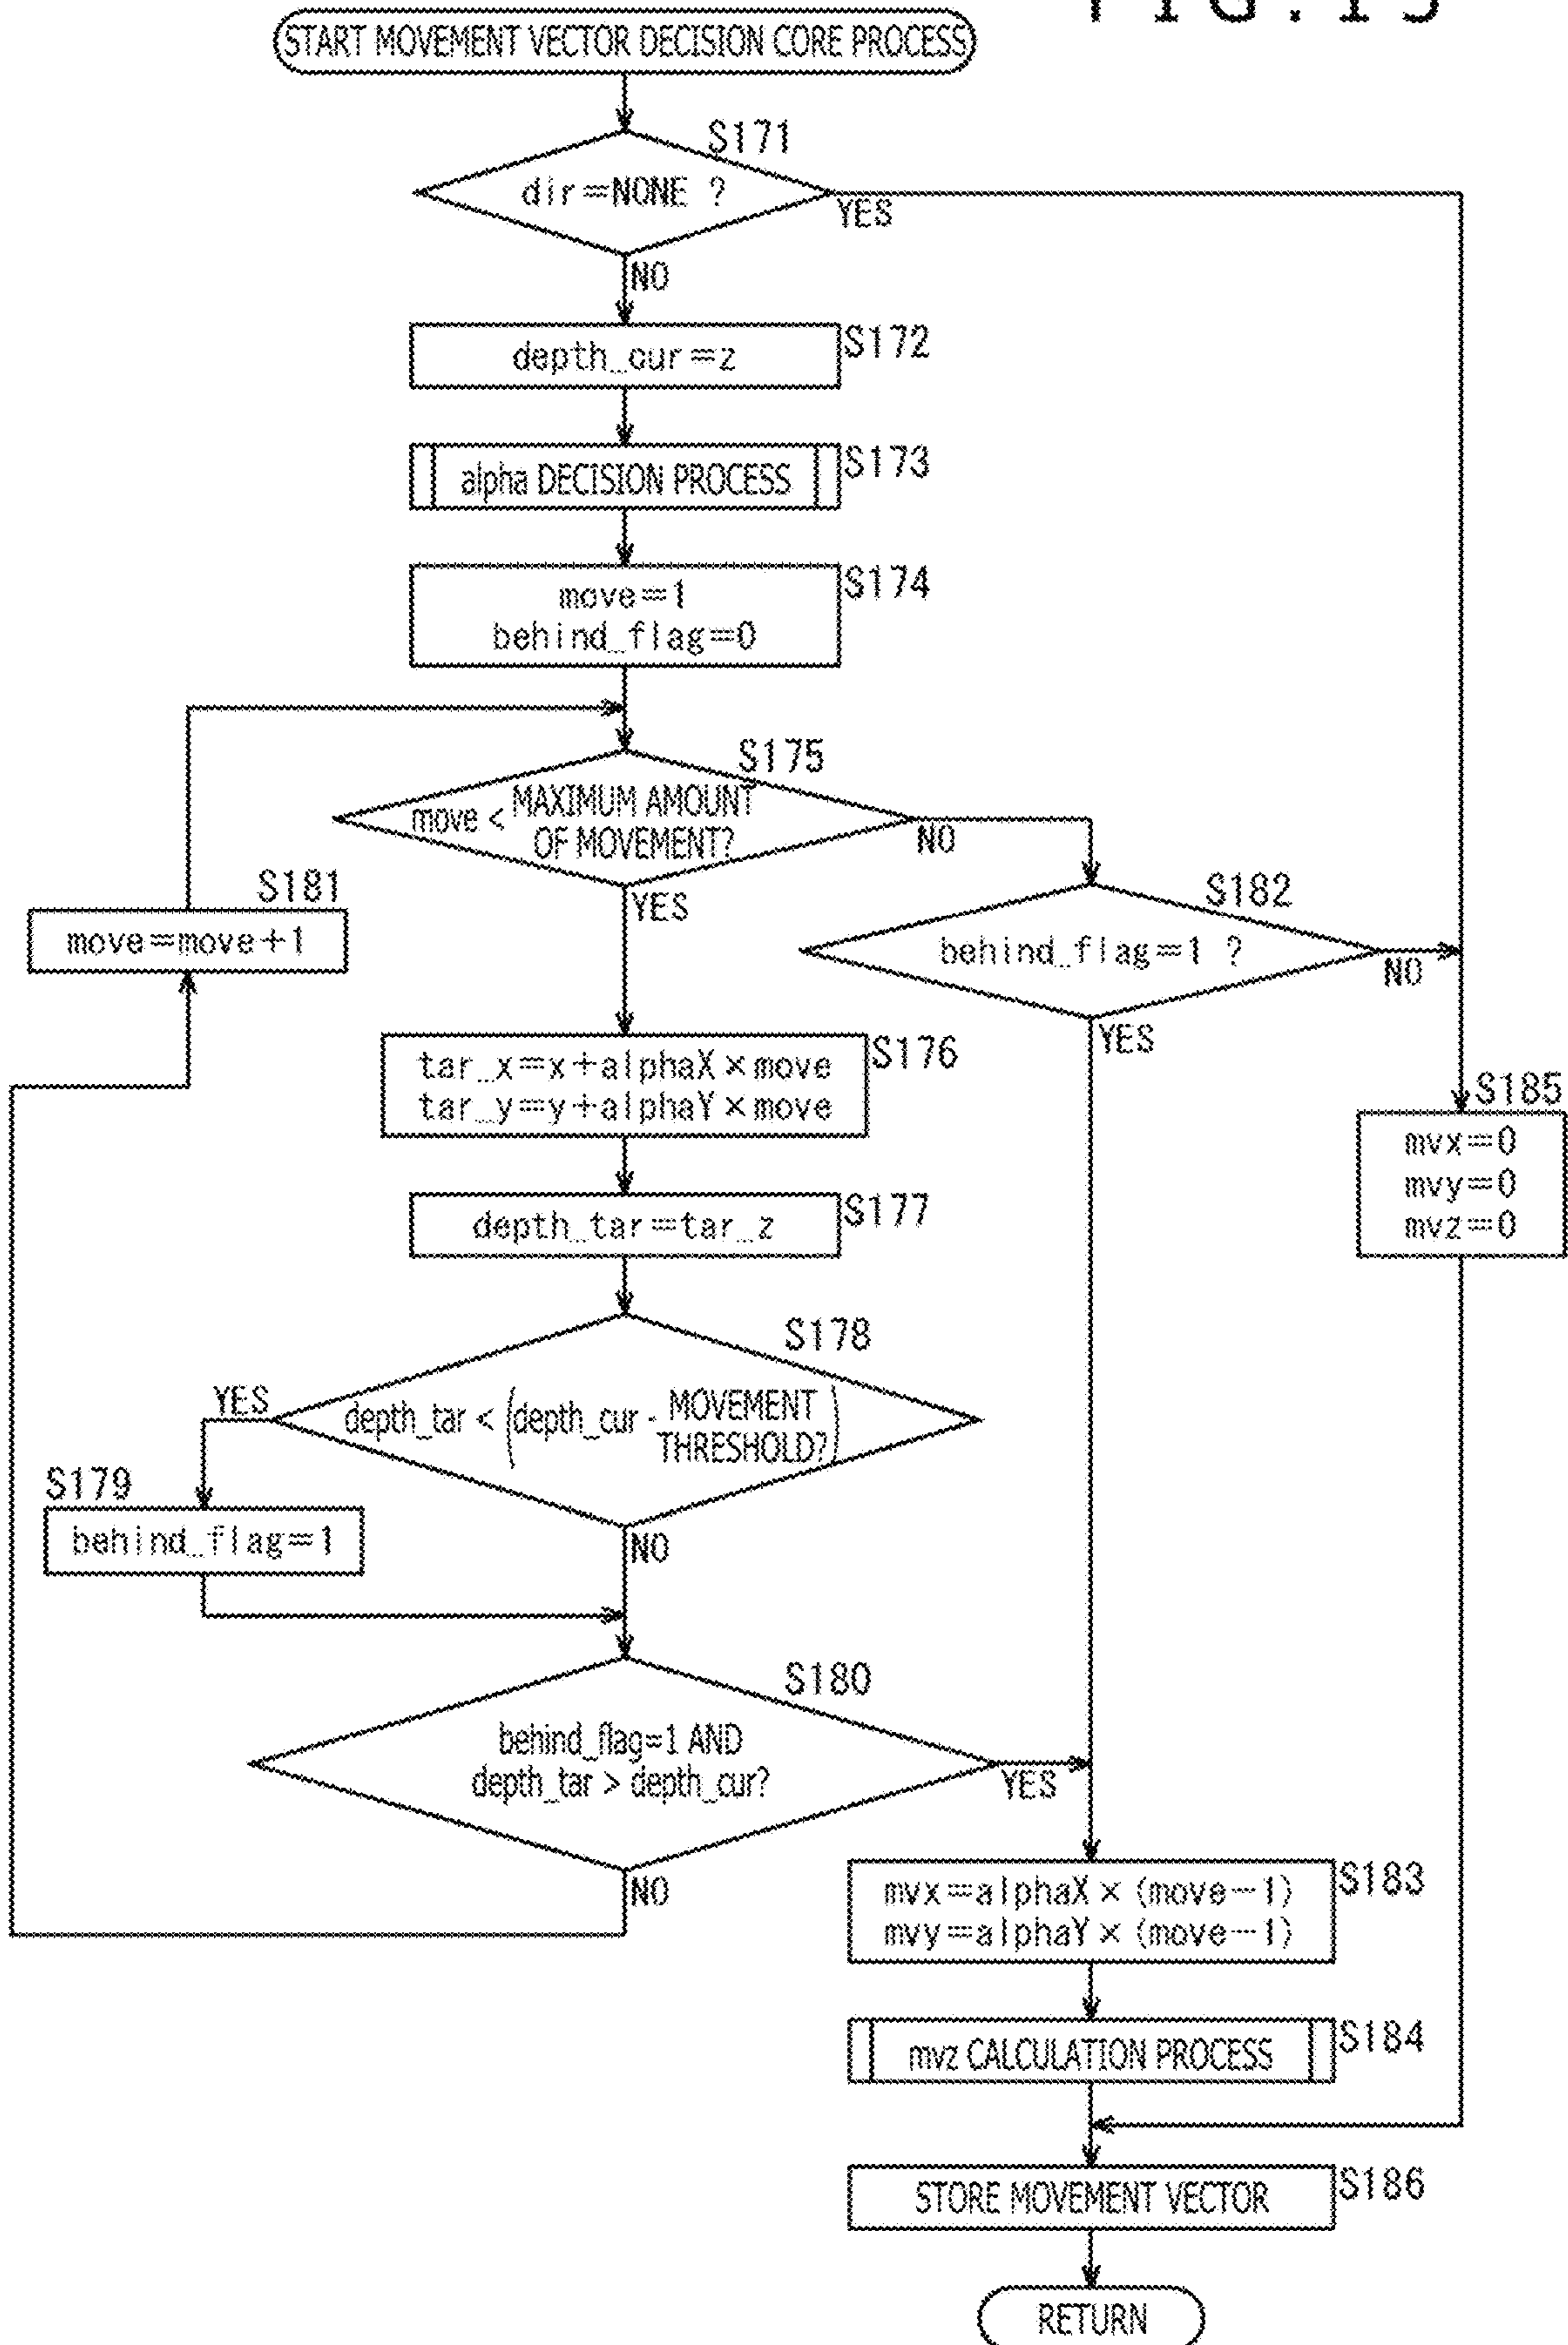 FIG.15
START MOVEMENT VECTOR DECISION CORE PROCESS
S171
dir=NONE ?
YES
NO
S172
depth_cur=z
S173
alpha DECISION PROCESS
S174
move=1
behind_flag=0
S175
move < MAXIMUM AMOUNT
OF MOVEMENT?
NO
YES
S181
move=move+1
S182
behind_flag=1 ?
NO
YES
S176
tar_x=x+alphaX×move
tar_y=y+alphaY×move
S185
mvx=0
mvy=0
mvz=0
S177
depth_tar=tar_z
S178
YES
depth_tar < (depth_cur - MOVEMENT
THRESHOLD?)
S179
behind_flag=1
NO
S180
behind_flag=1 AND
depth_tar > depth_cur?
YES
NO
S183
mvx=alphaX×(move-1)
mvy=alphaY×(move-1)
S184
mvz CALCULATION PROCESS
S186
STORE MOVEMENT VECTOR
RETURN